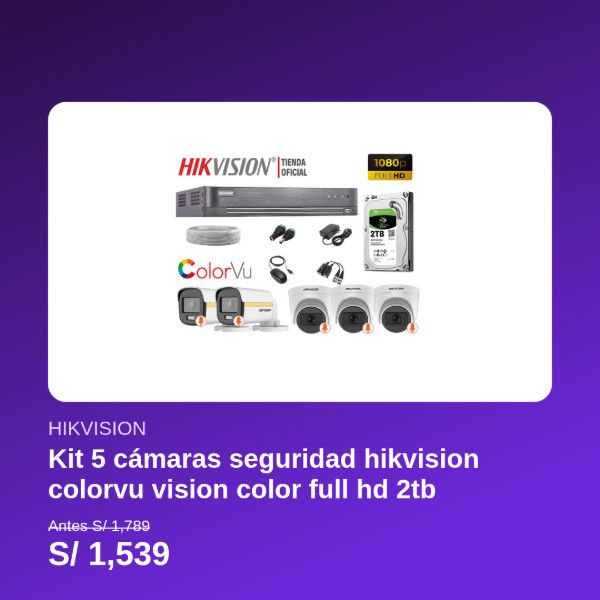 HIKVISION® TIENDA
OFICIAL
1080p
FULL HD
2TB
ColorVu
HIKVISION
Kit 5 cámaras seguridad hikvision
colorvu vision color full hd 2tb
Antes S/ 1,789
S/ 1,539